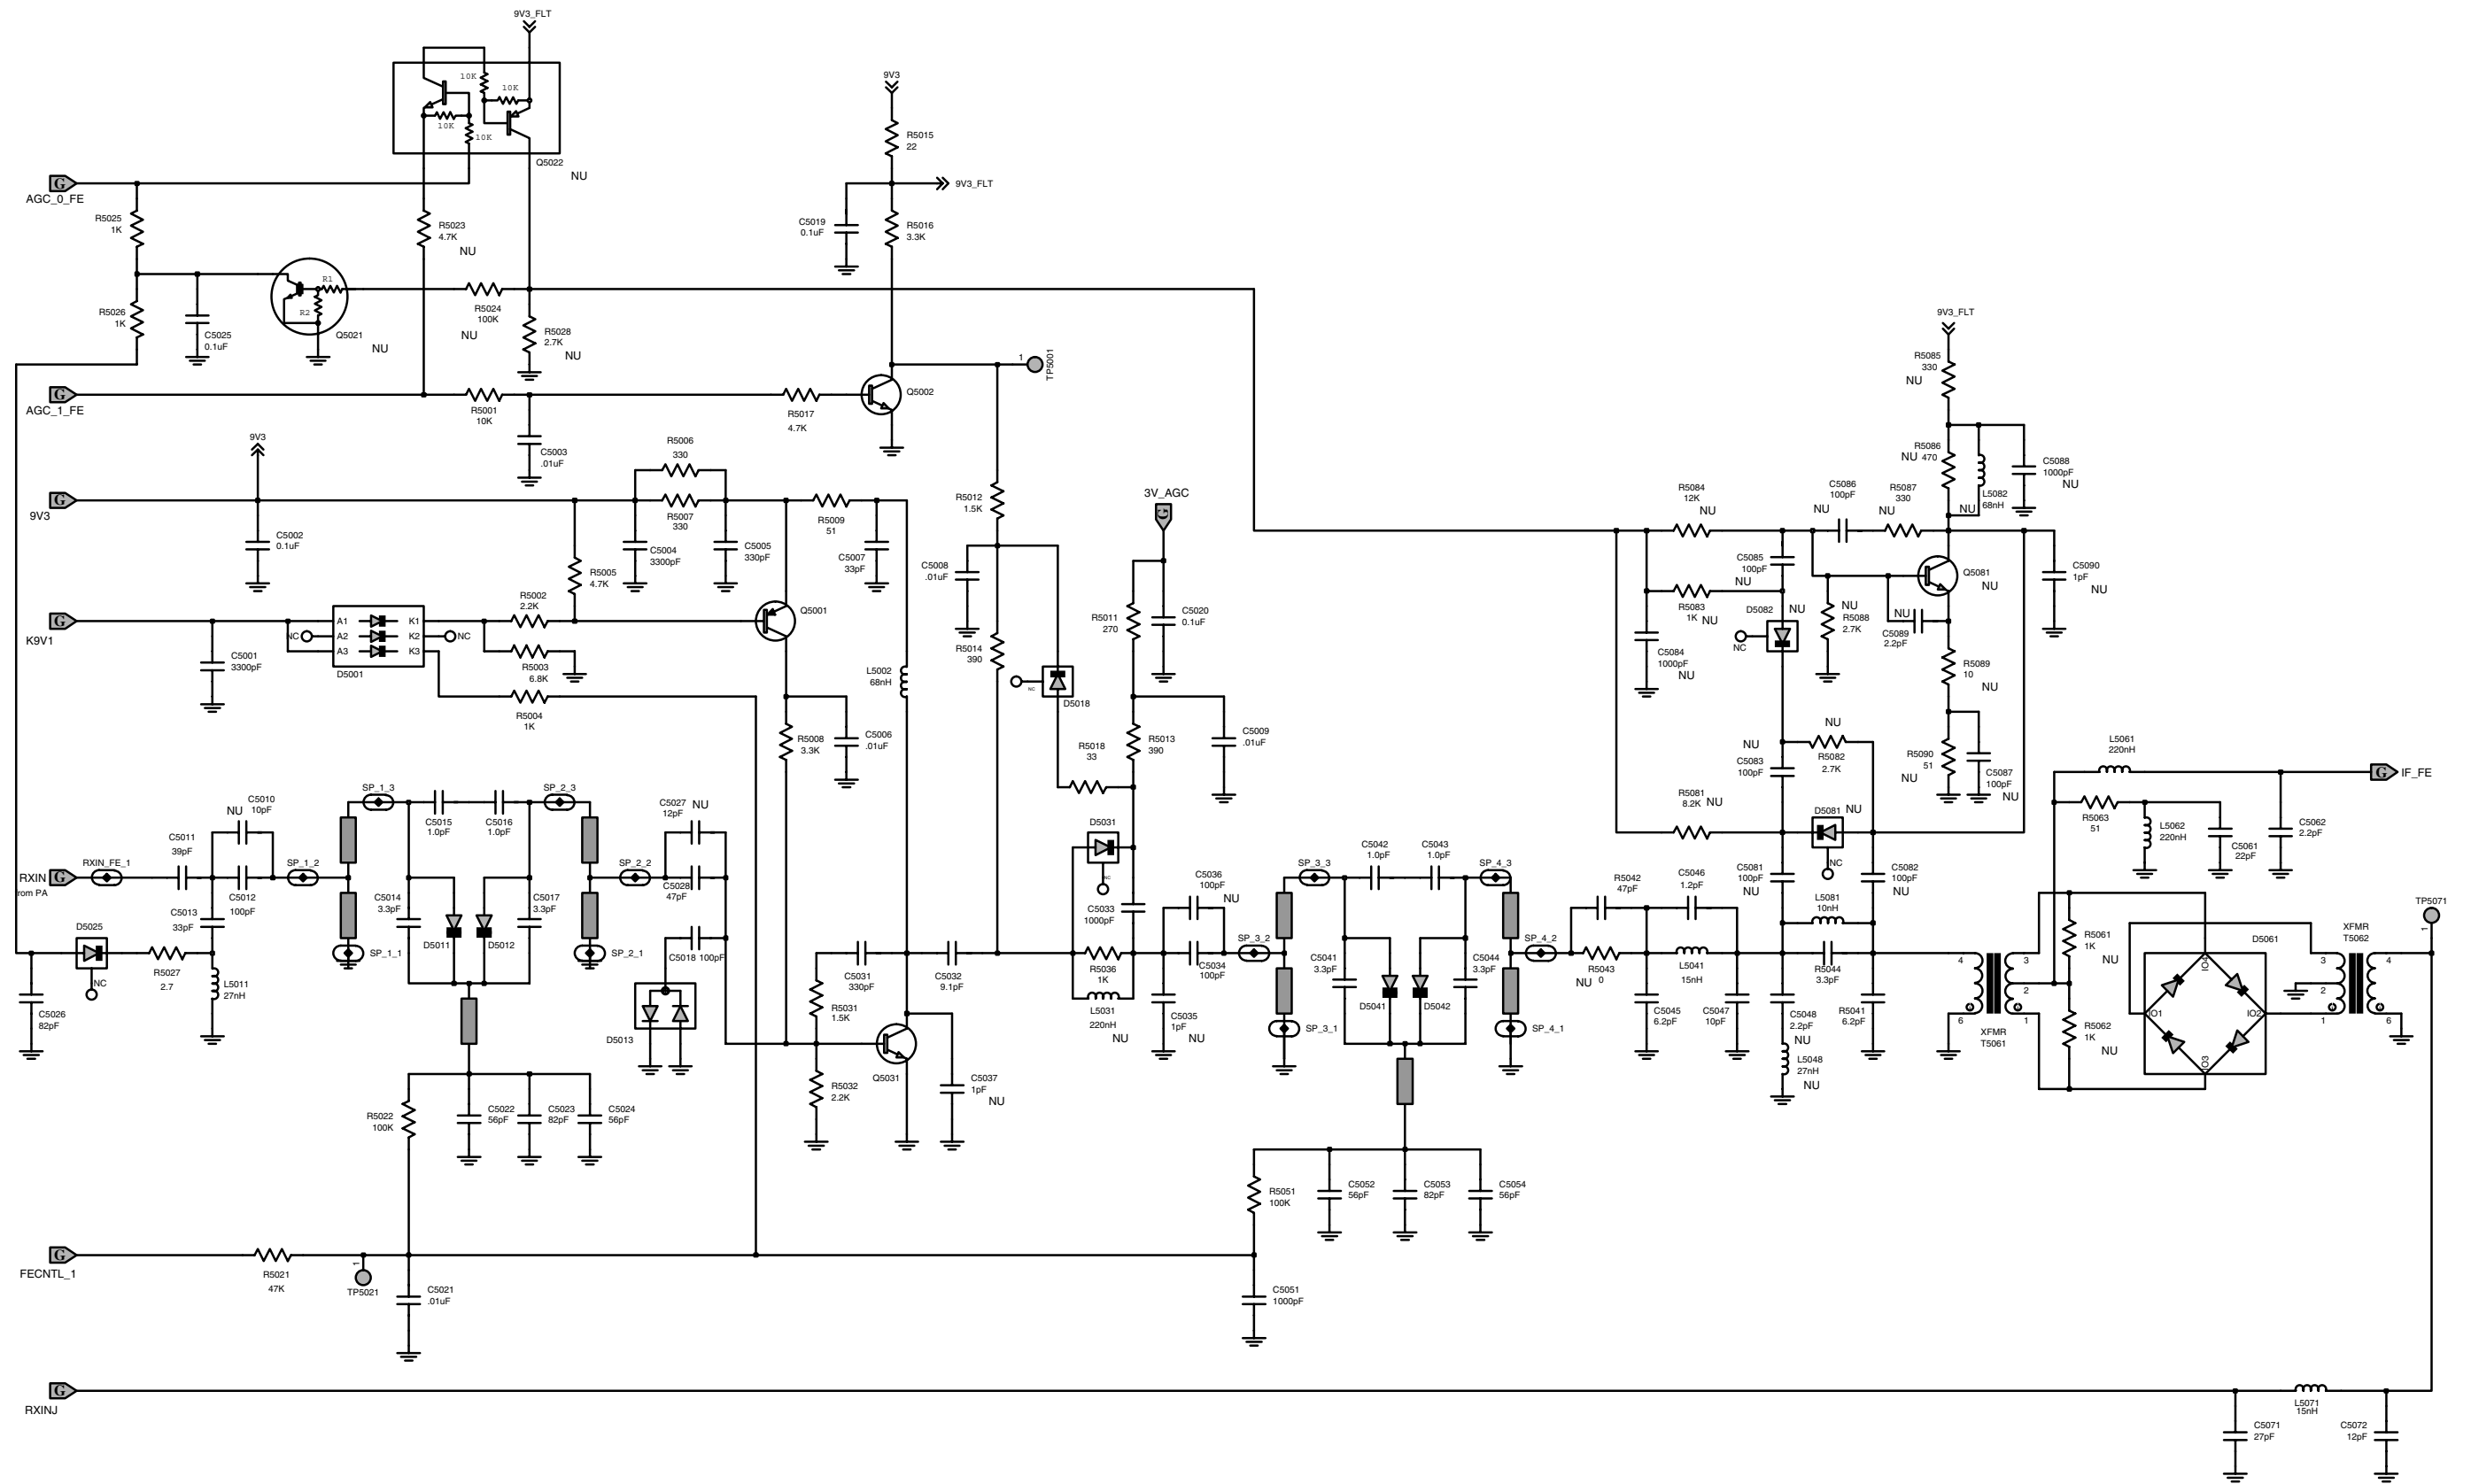 9V3_FLT
10K
10K
10K
10K
Q5022
NU
9V3
R5015
22
9V3_FLT
AGC_0_FE
R5025
1K
R5023
4.7K
NU
C5019
0.1uF
R5016
3.3K
R5026
1K
C5025
0.1uF
R1
R2
Q5021
NU
R5024
100K
NU
R5028
2.7K
NU
1
TP5001
AGC_1_FE
R5001
10K
C5003
.01uF
R5017
4.7K
Q5002
9V3_FLT
R5085
330
NU
R5086
NU 470
L5082
NU 68nH
C5088
1000pF
NU
9V3
9V3
C5002
0.1uF
R5006
330
R5007
330
R5005
4.7K
C5004
3300pF
C5005
330pF
R5009
51
C5007
33pF
R5012
1.5K
C5008
.01uF
3V_AGC
R5011
270
C5020
0.1uF
R5084
12K
NU
C5086
100pF
NU
R5087
330
NU
C5085
100pF
NU
R5083
1K NU
D5082
NU
NC
NU
R5088
2.7K
NU
C5089
2.2pF
Q5081
NU
C5090
1pF
NU
C5084
1000pF
NU
R5089
10
NU
K9V1
C5001
3300pF
A1
A2
A3
K1
K2
K3
NC
NC
D5001
R5002
2.2K
R5003
6.8K
R5004
1K
Q5001
L5002
68nH
R5014
390
NC
D5018
R5008
3.3K
C5006
.01uF
R5018
33
R5013
390
C5009
.01uF
NU
C5083
100pF
NU
R5082
2.7K
R5090
51
NU
C5087
100pF
NU
L5061
220nH
IF_FE
R5063
51
L5062
220nH
C5061
22pF
C5062
2.2pF
RXIN
rom PA
RXIN_FE_1
C5011
39pF
C5010
NU 10pF
C5012
100pF
C5013
33pF
SP_1_2
SP_1_3
SP_1_1
C5015
1.0pF
C5016
1.0pF
SP_2_3
C5014
3.3pF
D5011
D5012
C5017
3.3pF
SP_2_2
SP_2_1
C5027
12pF
NU
C5028
47pF
C5018 100pF
D5013
D5025
NC
R5027
2.7
L5011
27nH
C5026
82pF
C5031
330pF
C5032
9.1pF
R5031
1.5K
R5032
2.2K
Q5031
C5037
1pF
NU
D5031
NC
C5033
1000pF
R5036
1K
L5031
220nH
NU
C5036
100pF
NU
C5034
100pF
C5035
1pF
NU
SP_3_2
SP_3_3
SP_3_1
C5042
1.0pF
C5043
1.0pF
SP_4_3
C5041
3.3pF
D5041
D5042
C5044
3.3pF
SP_4_2
SP_4_1
R5042
47pF
R5043
NU 0
C5046
1.2pF
L5041
15nH
C5045
6.2pF
C5047
10pF
R5081
8.2K NU
D5081 NU
NC
C5081
100pF
NU
C5082
100pF
NU
L5081
10nH
R5044
3.3pF
C5048
2.2pF
NU
R5041
6.2pF
L5048
27nH
NU
4
6
3
2
1
XFMR
T5061
R5061
1K
NU
R5062
1K
NU
IO4
IO1
IO2
IO3
D5061
XFMR
T5062
3
2
1
4
6
TP5071
1
R5022
100K
C5022
56pF
C5023
82pF
C5024
56pF
R5051
100K
C5052
56pF
C5053
82pF
C5054
56pF
FECNTL_1
R5021
47K
1
TP5021
C5021
.01uF
C5051
1000pF
RXINJ
C5071
27pF
L5071
15nH
C5072
12pF
G
G
G
G
G
G
G
G
G